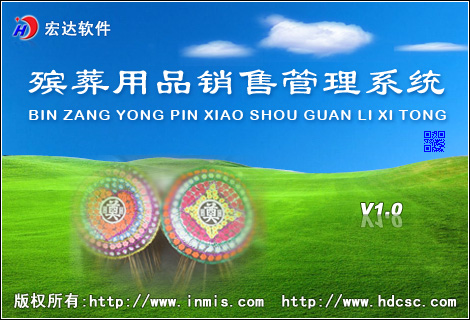 宏达软件
殡葬用品销售管理系统
BIN ZANG YONG PIN XIAO SHOU GUAN LI XI TONG
奠 奠
V1.0
版权所有:http://www.inmis.com http://www.hdcsc.com